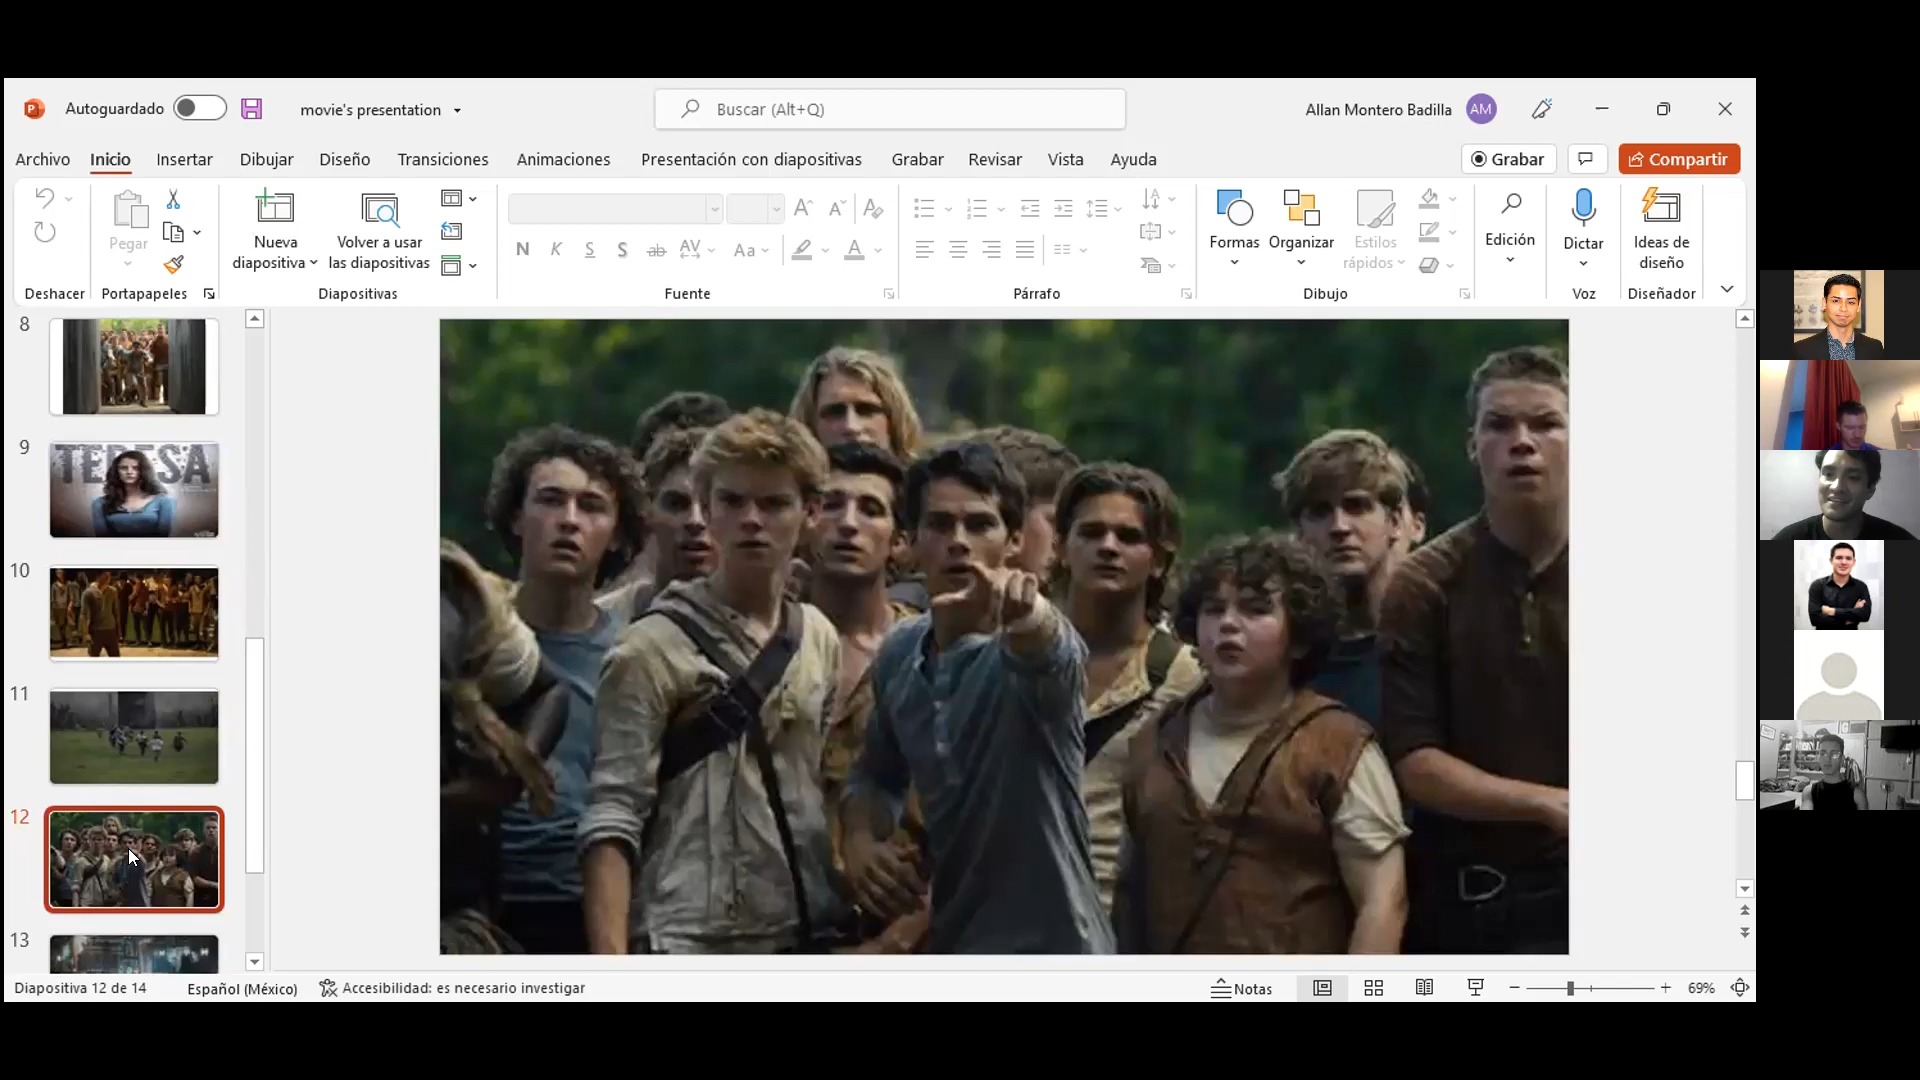 Autoguardado
movie's presentation
Buscar (Alt+Q)
Allan Montero Badilla
AM
Archivo
Inicio
Insertar
Dibujar
Diseño
Transiciones
Animaciones
Presentación con diapositivas
Grabar
Revisar
Vista
Ayuda
Grabar
Compartir
Pegar
Nueva
diapositiva
Volver a usar
las diapositivas
N K S S ab AV Aa A
Formas
Organizar
Estilos
rápidos
Edición
Dictar
Ideas de
diseño
Deshacer
Portapapeles
Diapositivas
Fuente
Párrafo
Dibujo
Voz
Diseñador
8
9
TERESA
10
11
12
13
Diapositiva 12 de 14
Español (México)
Accesibilidad: es necesario investigar
Notas
69%